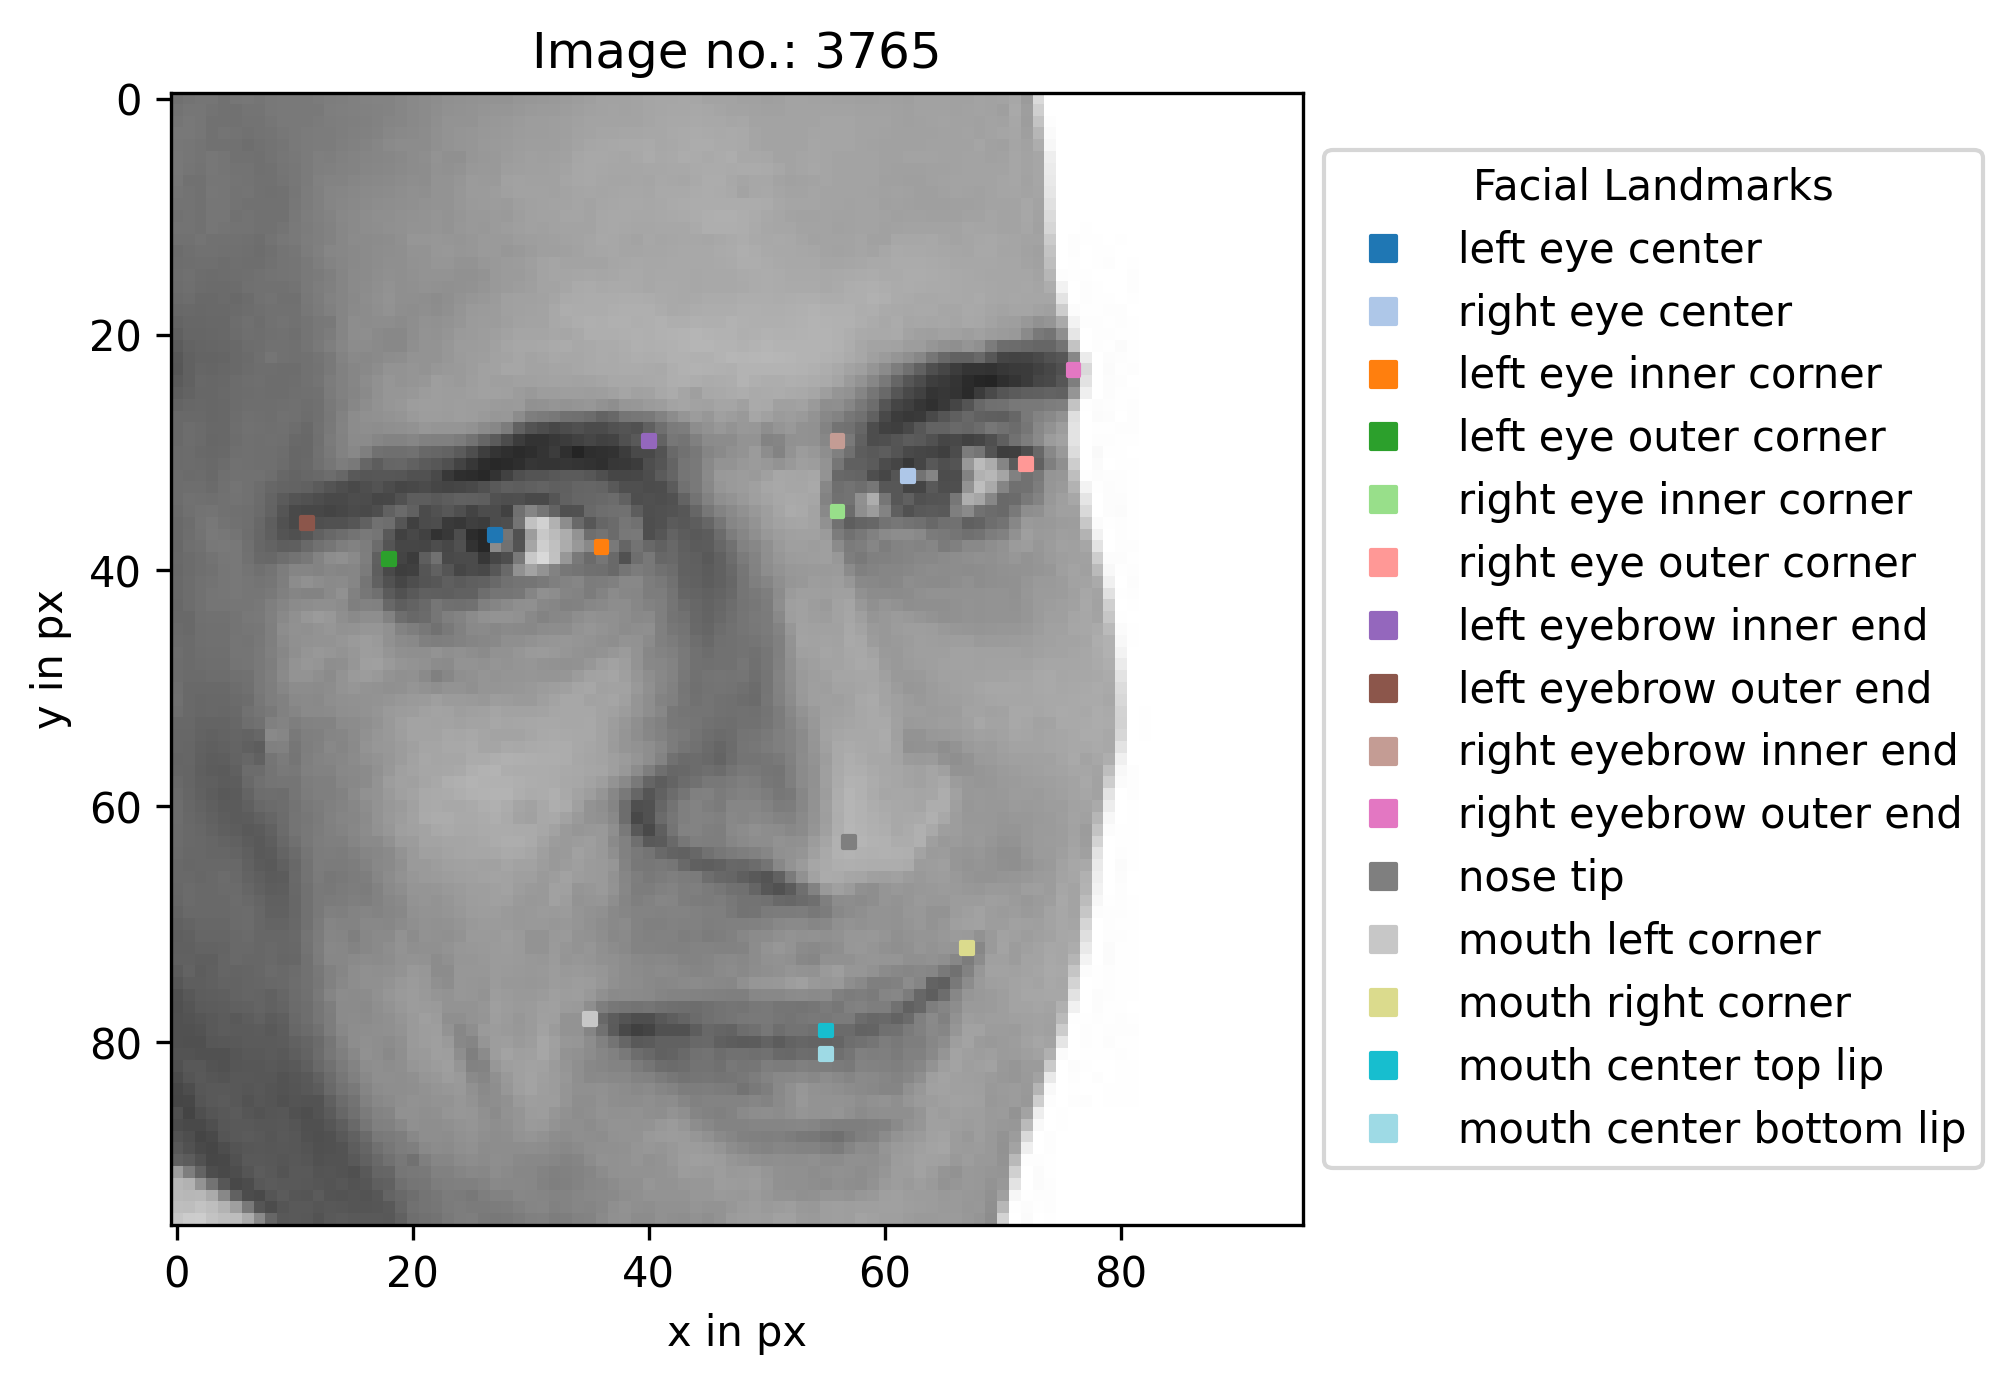 Image no.: 3765
0
20
40
60
80
y in px
0 20 40 60 80
x in px
Facial Landmarks
left eye center
right eye center
left eye inner corner
left eye outer corner
right eye inner corner
right eye outer corner
left eyebrow inner end
left eyebrow outer end
right eyebrow inner end
right eyebrow outer end
nose tip
mouth left corner
mouth right corner
mouth center top lip
mouth center bottom lip